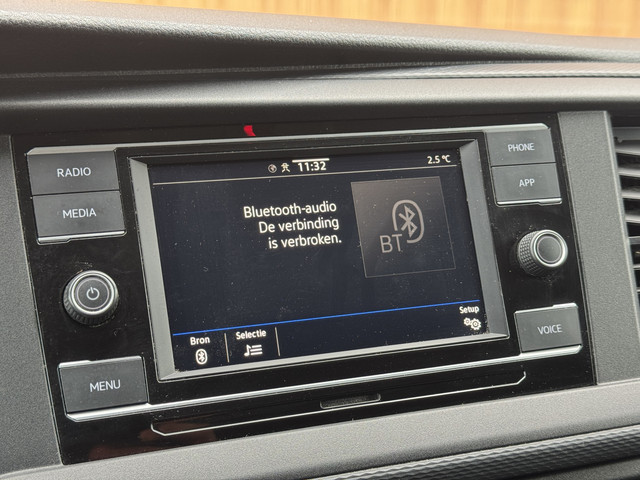 RADIO
MEDIA
MENU
11:32
2.5 °C
Bluetooth-audio
De verbinding
is verbroken.
BT
Bron
Selectie
Setup
PHONE
APP
VOICE